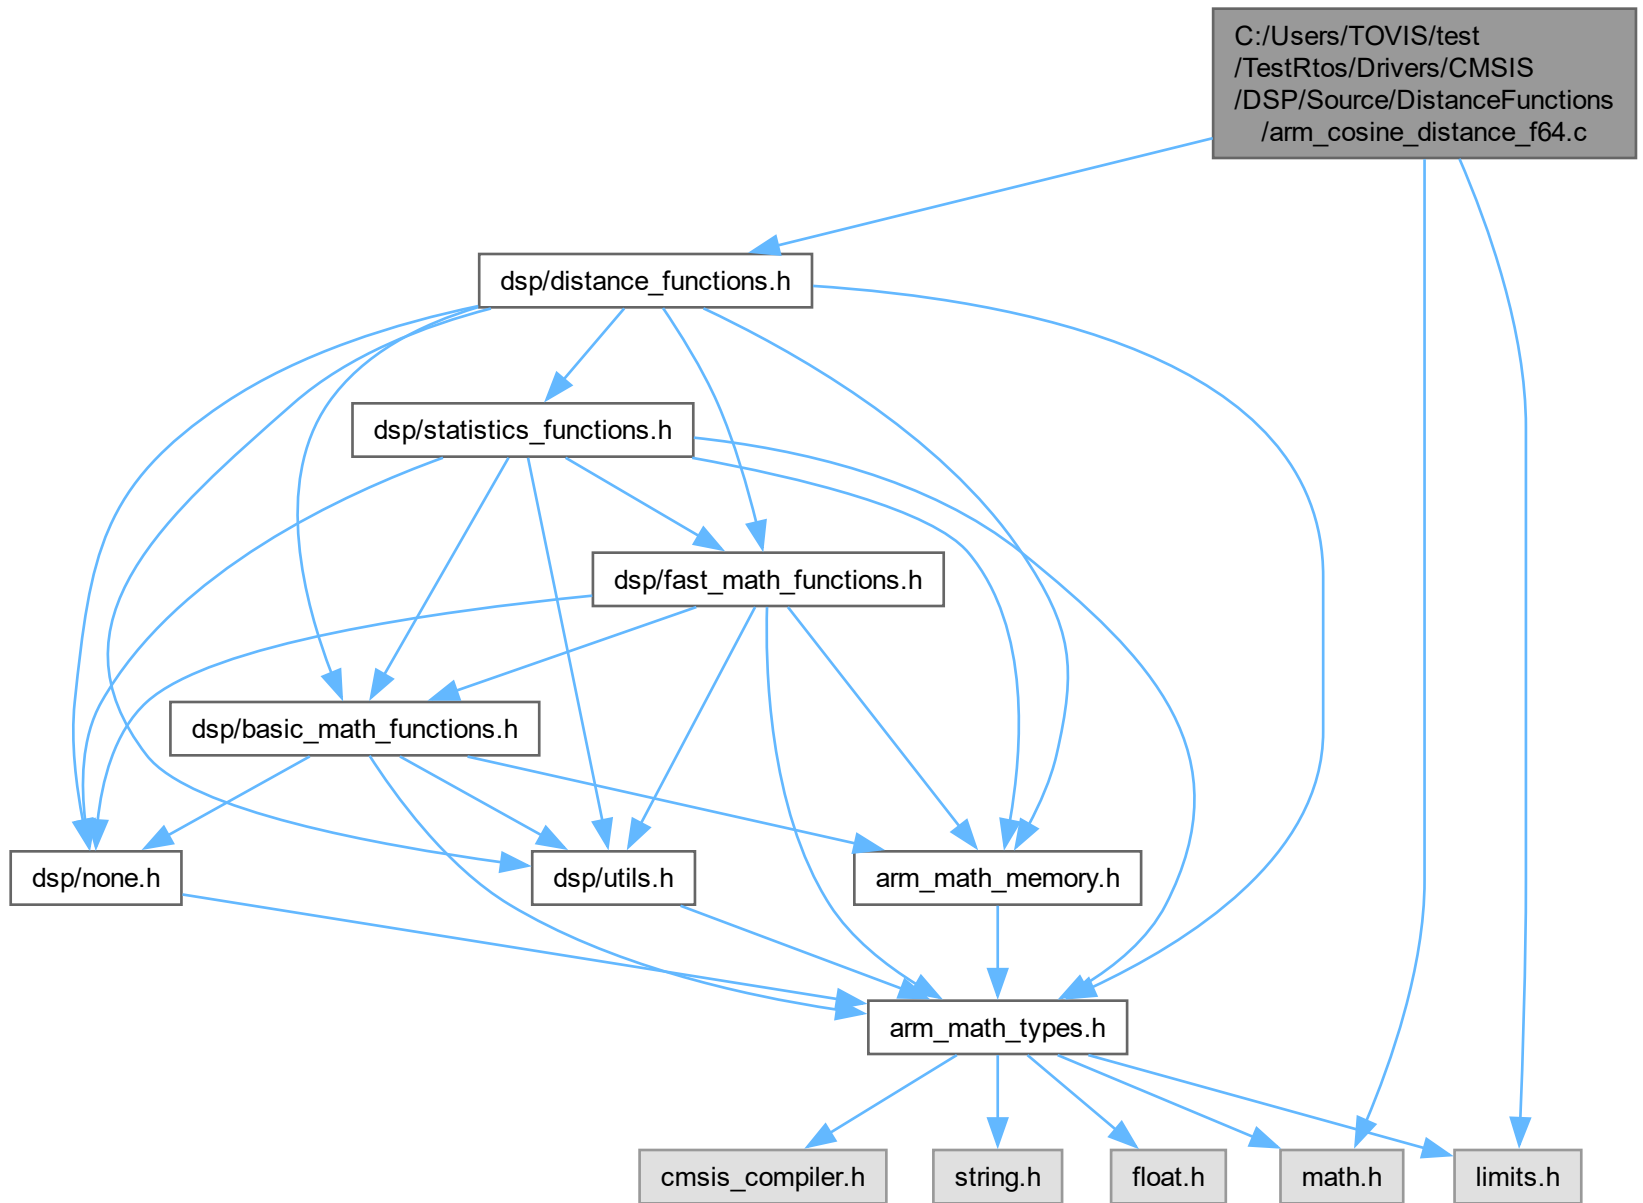 C:/Users/TOVIS/test
/TestRtos/Drivers/CMSIS
/DSP/Source/DistanceFunctions
/arm_cosine_distance_f64.c
dsp/distance_functions.h
dsp/statistics_functions.h
dsp/fast_math_functions.h
dsp/basic_math_functions.h
dsp/none.h
dsp/utils.h
arm_math_memory.h
arm_math_types.h
cmsis_compiler.h
string.h
float.h
math.h
limits.h